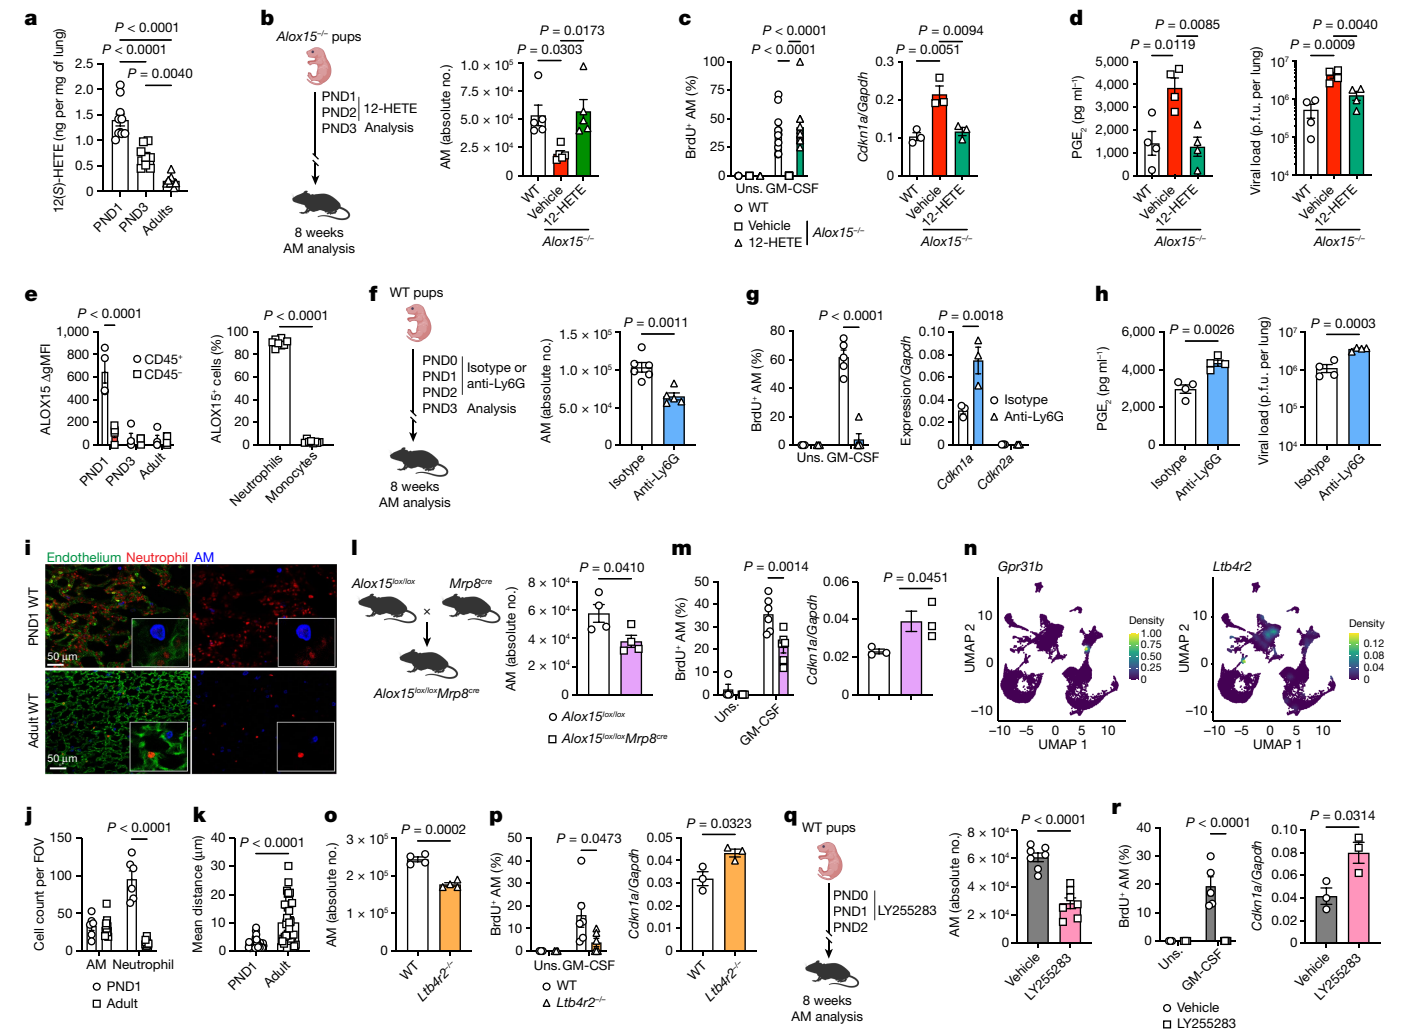 a
P < 0.0001
P < 0.0001
P = 0.0040
12(S)-HETE (ng per mg of lung)
2.5
2.0
1.5
1.0
0.5
0
PND1
PND3
Adults
b
Alox15–/– pups
PND1
PND2
12-HETE
PND3 Analysis
8 weeks
AM analysis
P = 0.0173
P = 0.0303
AM (absolute no.)
1.0 × 10⁵
7.5 × 10⁴
5.0 × 10⁴
2.5 × 10⁴
0
WT
Vehicle
12-HETE
Alox15–/–
c
P < 0.0001
P < 0.0001
BrdU⁺ AM (%)
100
75
50
25
0
Uns. GM-CSF
WT
Vehicle
12-HETE
Alox15–/–
P = 0.0094
P = 0.0051
Cdkn1a/Gapdh
0.3
0.2
0.1
0
WT
Vehicle
12-HETE
Alox15–/–
d
P = 0.0085
P = 0.0119
PGE₂ (pg ml⁻¹)
5,000
4,000
3,000
2,000
1,000
0
WT
Vehicle
12-HETE
Alox15–/–
P = 0.0040
P = 0.0009
Viral load (p.f.u. per lung)
10⁷
10⁶
10⁵
10⁴
WT
Vehicle
12-HETE
Alox15–/–
e
P < 0.0001
ALOX15 ΔgMFI
1,000
800
600
400
200
0
CD45⁺
CD45⁻
PND1
PND3
Adult
P < 0.0001
ALOX15⁺ cells (%)
100
80
60
40
20
0
Neutrophils
Monocytes
f
WT pups
PND0
PND1
PND2
Isotype or
anti-Ly6G
PND3 Analysis
8 weeks
AM analysis
P = 0.0011
AM (absolute no.)
1.5 × 10⁵
1.0 × 10⁵
5.0 × 10⁴
0
Isotype
Anti-Ly6G
g
P < 0.0001
BrdU⁺ AM (%)
80
60
40
20
0
Uns. GM-CSF
P = 0.0018
Expression/Gapdh
0.10
0.08
0.06
0.04
0.02
0
Isotype
Anti-Ly6G
Cdkn1a
Cdkn2a
h
P = 0.0026
PGE₂ (pg ml⁻¹)
6,000
4,000
2,000
0
Isotype
Anti-Ly6G
P = 0.0003
Viral load (p.f.u. per lung)
10⁷
10⁶
10⁵
10⁴
Isotype
Anti-Ly6G
i
Endothelium Neutrophil AM
PND1 WT
50 μm
Adult WT
50 μm
l
Alox15lox/lox
×
Mrp8cre
Alox15lox/loxMrp8cre
P = 0.0410
AM (absolute no.)
8 × 10⁴
6 × 10⁴
4 × 10⁴
2 × 10⁴
0
Alox15lox/lox
Alox15lox/loxMrp8cre
m
P = 0.0014
BrdU⁺ AM (%)
50
40
30
20
10
0
Uns.
GM-CSF
P = 0.0451
Cdkn1a/Gapdh
0.06
0.04
0.02
0
n
Gpr31b
UMAP 2
10
0
−10
−10 −5 0 5 10
UMAP 1
Density
1.00
0.75
0.50
0.25
0
Ltb4r2
UMAP 2
10
0
−10
−10 −5 0 5 10
UMAP 1
Density
0.12
0.08
0.04
0
j
P < 0.0001
Cell count per FOV
150
100
50
0
AM Neutrophil
PND1
Adult
k
P < 0.0001
Mean distance (μm)
40
30
20
10
0
PND1
Adult
o
P = 0.0002
AM (absolute no.)
3 × 10⁵
2 × 10⁵
1 × 10⁵
0
WT
Ltb4r2–/–
p
P = 0.0473
BrdU⁺ AM (%)
50
40
30
20
10
0
Uns. GM-CSF
WT
Ltb4r2–/–
P = 0.0323
Cdkn1a/Gapdh
0.05
0.04
0.03
0.02
0.01
0
WT
Ltb4r2–/–
q
WT pups
PND0
PND1
PND2
LY255283
8 weeks
AM analysis
P < 0.0001
AM (absolute no.)
8 × 10⁴
6 × 10⁴
4 × 10⁴
2 × 10⁴
0
Vehicle
LY255283
r
P < 0.0001
BrdU⁺ AM (%)
40
30
20
10
0
Uns.
GM-CSF
Vehicle
LY255283
P = 0.0314
Cdkn1a/Gapdh
0.10
0.08
0.06
0.04
0.02
0
Vehicle
LY255283